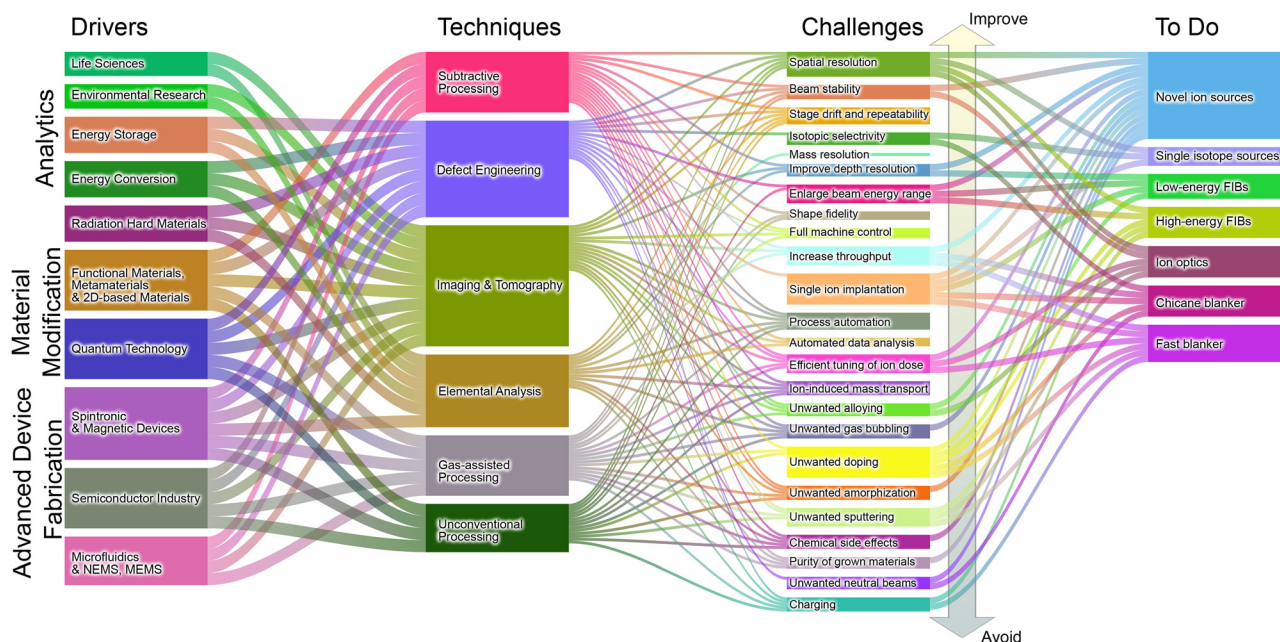 Drivers
Techniques
Challenges
Improve
To Do
Analytics
Material
Modification
Advanced Device
Fabrication
Life Sciences
Environmental Research
Energy Storage
Energy Conversion
Radiation Hard Materials
Functional Materials,
Metamaterials
& 2D-based Materials
Quantum Technology
Spintronic
& Magnetic Devices
Semiconductor Industry
Microfluidics
& NEMS, MEMS
Subtractive
Processing
Defect Engineering
Imaging & Tomography
Elemental Analysis
Gas-assisted
Processing
Unconventional
Processing
Spatial resolution
Beam stability
Stage drift and repeatability
Isotopic selectivity
Mass resolution
Improve depth resolution
Enlarge beam energy range
Shape fidelity
Full machine control
Increase throughput
Single ion implantation
Process automation
Automated data analysis
Efficient tuning of ion dose
Ion-induced mass transport
Unwanted alloying
Unwanted gas bubbling
Unwanted doping
Unwanted amorphization
Unwanted sputtering
Chemical side effects
Purity of grown materials
Unwanted neutral beams
Charging
Avoid
Novel ion sources
Single isotope sources
Low-energy FIBs
High-energy FIBs
Ion optics
Chicane blanker
Fast blanker